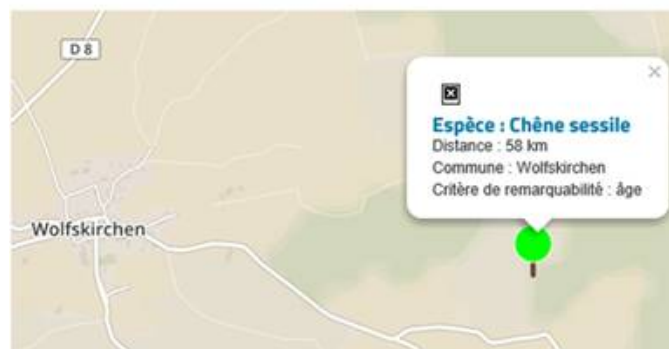 D 8
×
Espèce : Chêne sessile
Distance : 58 km
Commune : Wolfskirchen
Critère de remarquabilité : âge
Wolfskirchen